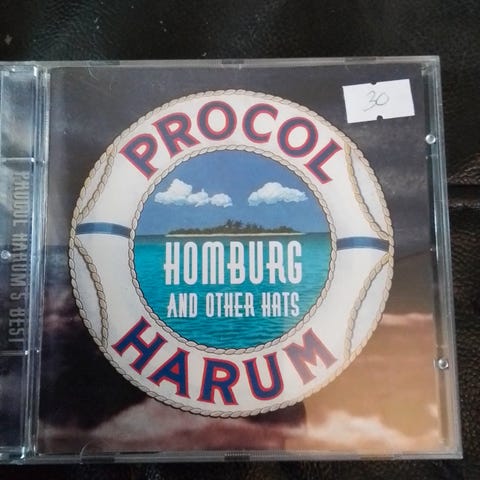 PROCOL
HOMBURG
AND OTHER HATS
HARUM
30
PROCOL HARUM'S BEST